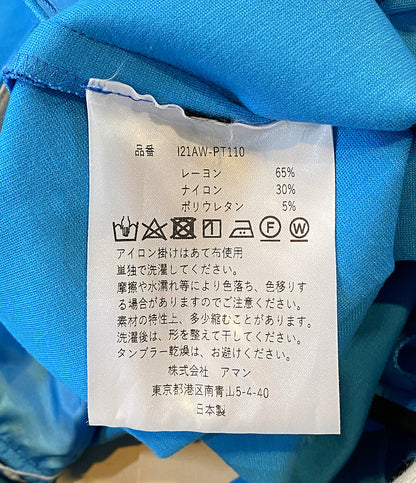 品番 I21AW-PT110
レーヨン 65%
ナイロン 30%
ポリウレタン 5%
F W
アイロン掛けはあて布使用
単独で洗濯してください。
摩擦や水濡れ等により色落ち、色移りす
る場合がありますのでご注意ください。
素材の特性上、多少縮むことがあります。
洗濯後は、形を整えて干してください。
タンブラー乾燥は、お避けください。
株式会社 アマン
東京都港区南青山5-4-40
日本製